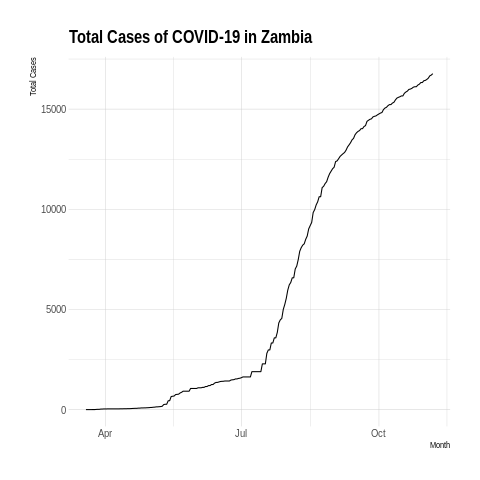 Total Cases of COVID-19 in Zambia
Total Cases
15000
10000
5000
0
Apr
Jul
Oct
Month